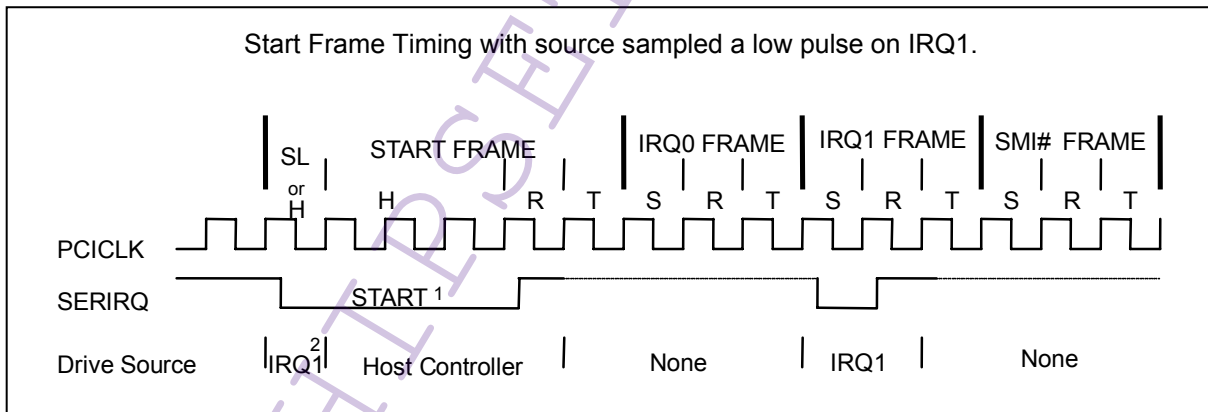 Start Frame Timing with source sampled a low pulse on IRQ1.
SL or H
START FRAME
IRQ0 FRAME
IRQ1 FRAME
SMI# FRAME
H R T S R T S R T S R T
PCICLK
SERIRQ
START 1
Drive Source
IRQ1 2
Host Controller
None
IRQ1
None
HIPSET